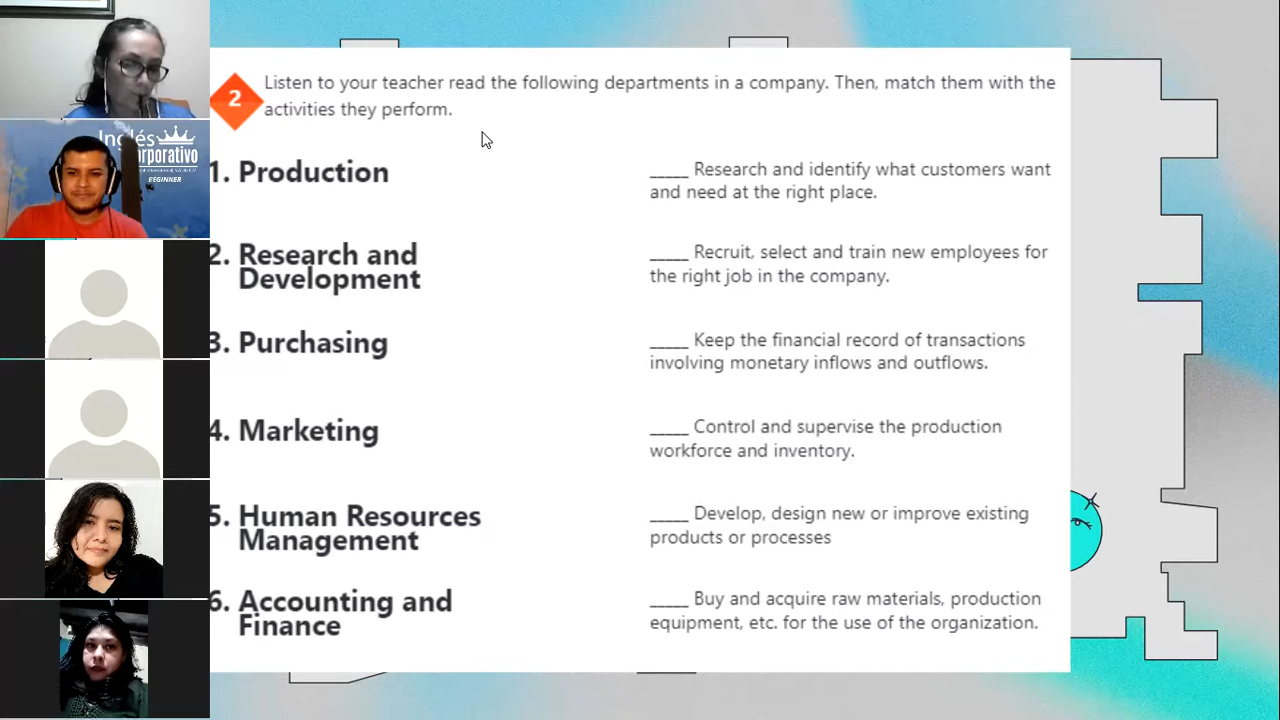 2
Listen to your teacher read the following departments in a company. Then, match them with the
activities they perform.
1. Production
2. Research and
Development
3. Purchasing
4. Marketing
5. Human Resources
Management
6. Accounting and
Finance
_____ Research and identify what customers want
and need at the right place.
_____ Recruit, select and train new employees for
the right job in the company.
_____ Keep the financial record of transactions
involving monetary inflows and outflows.
_____ Control and supervise the production
workforce and inventory.
_____ Develop, design new or improve existing
products or processes
_____ Buy and acquire raw materials, production
equipment, etc. for the use of the organization.
Inglés
BEGINNER